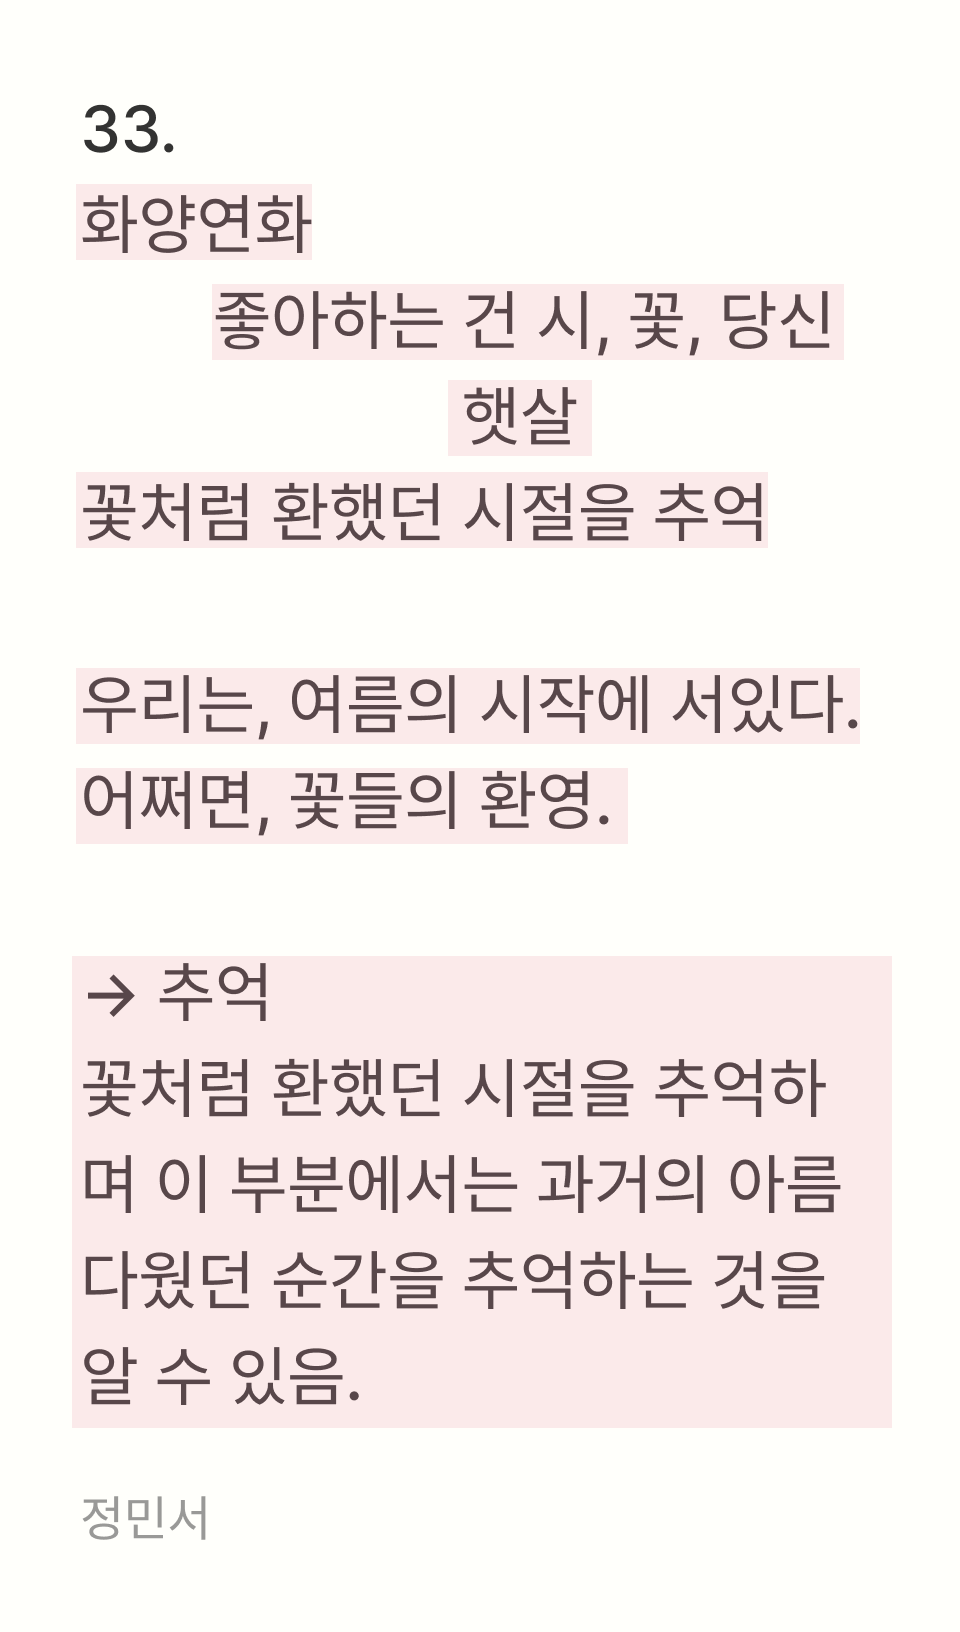 33.
화양연화
좋아하는 건 시, 꽃, 당신
햇살
꽃처럼 환했던 시절을 추억
우리는, 여름의 시작에 서있다.
어쩌면, 꽃들의 환영.
→ 추억
꽃처럼 환했던 시절을 추억하
며 이 부분에서는 과거의 아름
다웠던 순간을 추억하는 것을
알 수 있음.
정민서